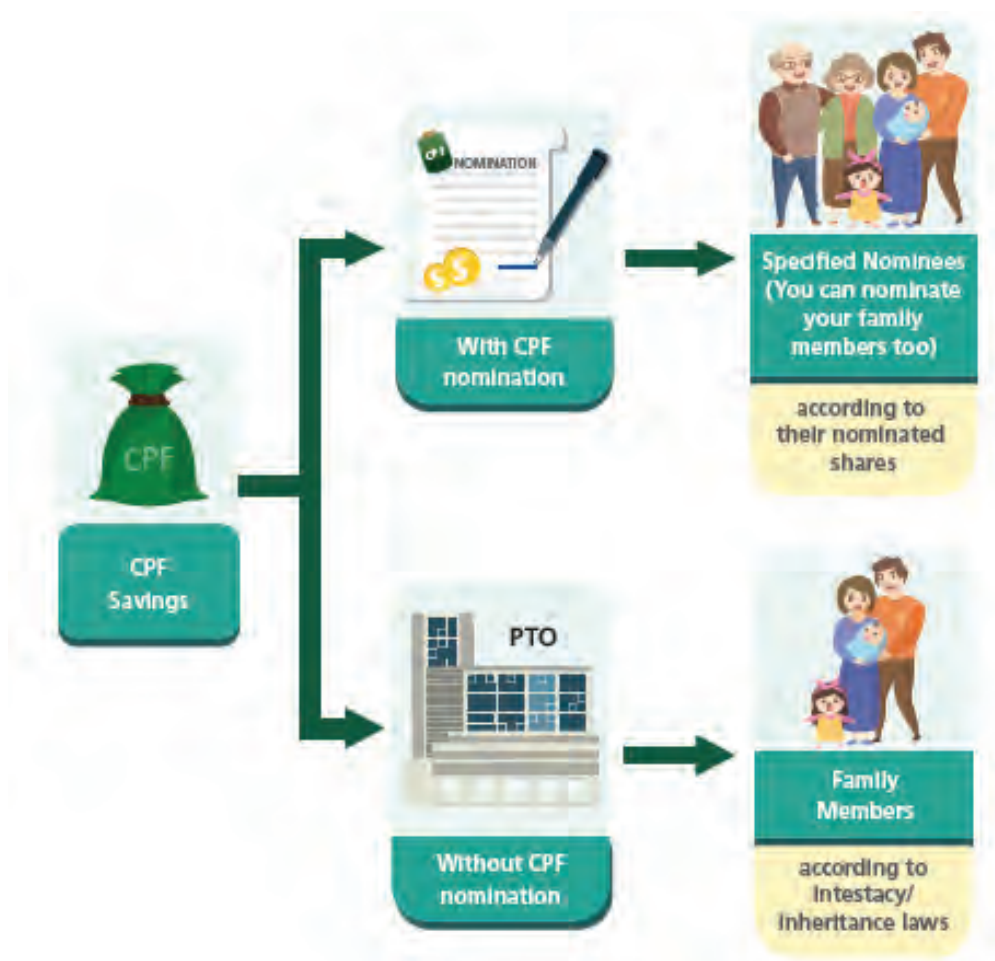 CPF
NOMINATION
With CPF
nomination
Specified Nominees
(You can nominate
your family
members too)
according to
their nominated
shares
CPF
CPF
Savings
PTO
Without CPF
nomination
Family
Members
according to
intestacy/
inheritance laws